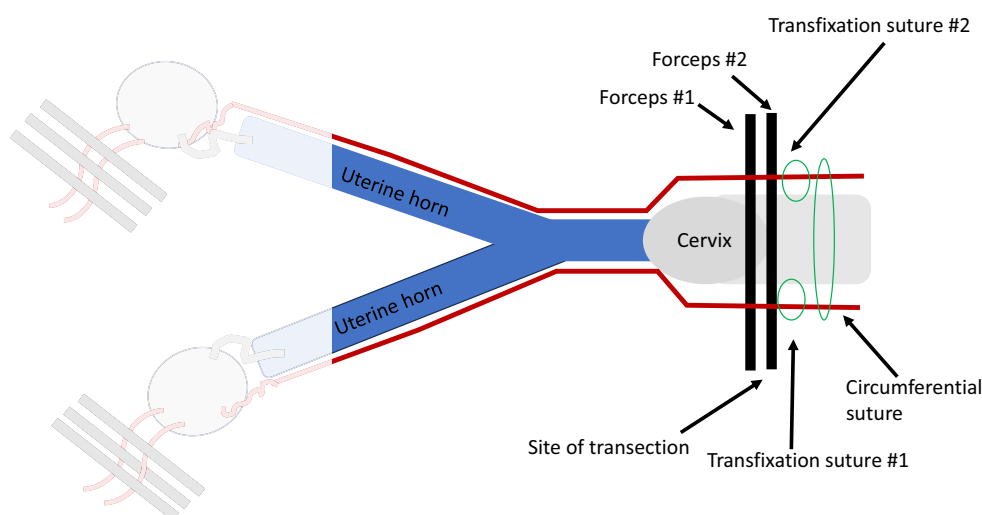 Transfixation suture #2
Forceps #2
Forceps #1
Uterine horn
Cervix
Uterine horn
Circumferential
suture
Site of transection
Transfixation suture #1